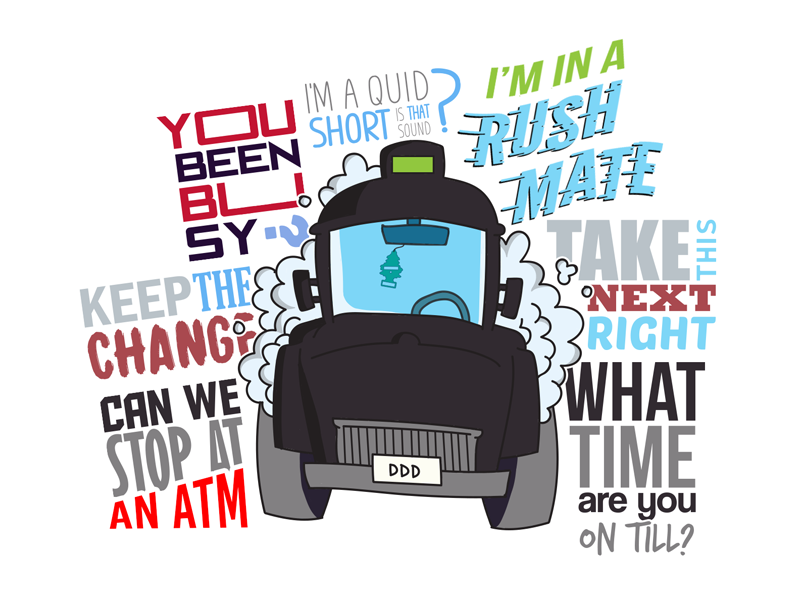 YOU
BEEN
BU
SY ?
I'M A QUID
SHORT IS THAT SOUND ?
I'M IN A
RUSH
MATE
KEEP THE
CHANGE
TAKE THIS
NEXT
RIGHT
CAN WE
STOP AT
AN ATM
WHAT
TIME
are you
ON TILL?
DDD